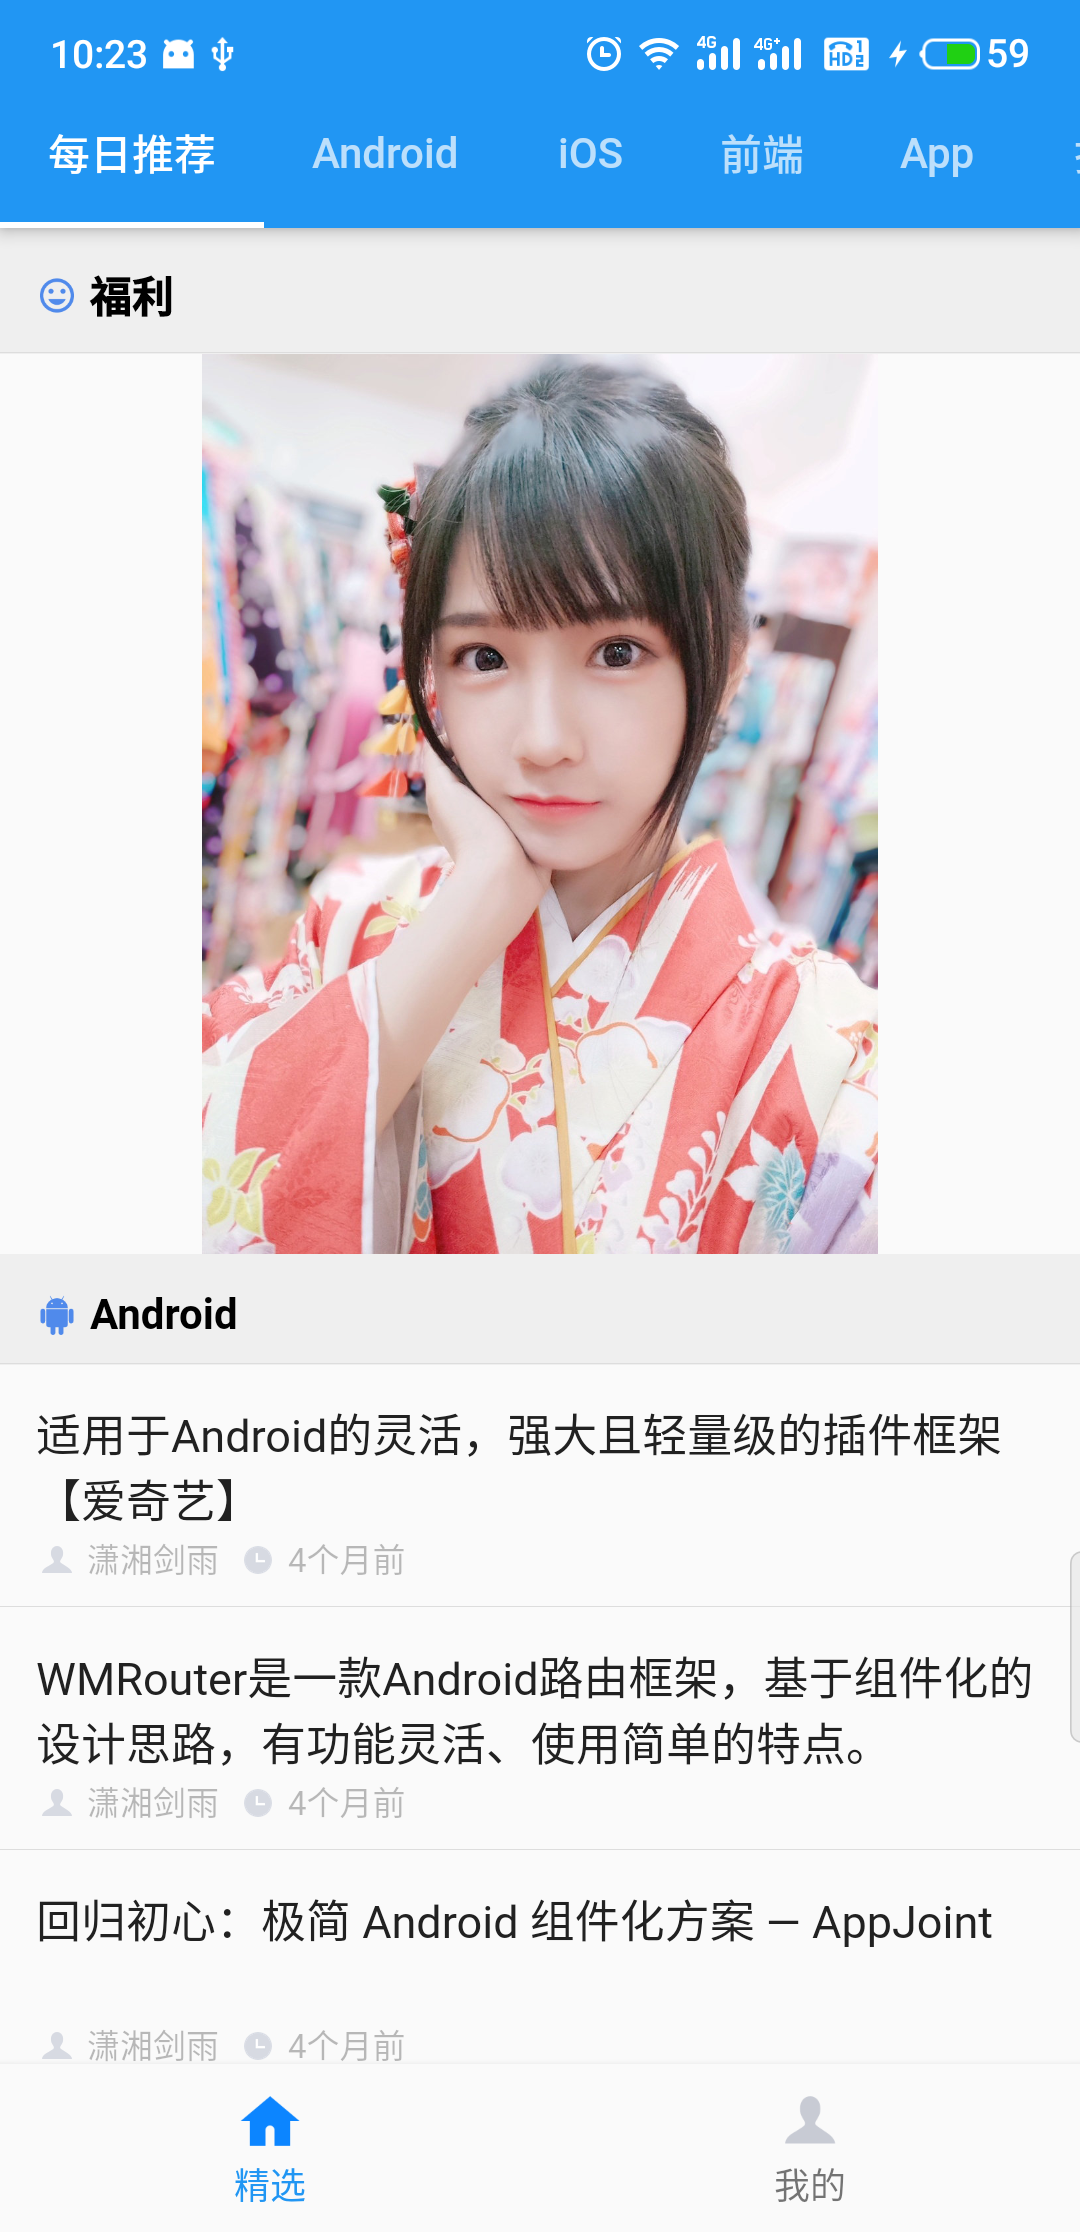 10:23 4G 4G+ HD 1 2 59
每日推荐 Android iOS 前端 App
福利
Android
适用于Android的灵活，强大且轻量级的插件框架
【爱奇艺】
潇湘剑雨 4个月前
WMRouter是一款Android路由框架，基于组件化的
设计思路，有功能灵活、使用简单的特点。
潇湘剑雨 4个月前
回归初心：极简 Android 组件化方案 — AppJoint
潇湘剑雨 4个月前
精选 我的